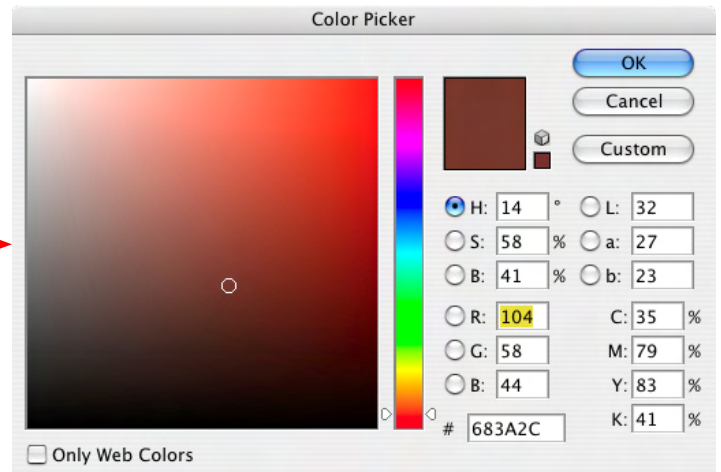 Color Picker
OK
Cancel
Custom
H: 14 ° L: 32
S: 58 % a: 27
B: 41 % b: 23
R: 104 C: 35 %
G: 58 M: 79 %
B: 44 Y: 83 %
# 683A2C K: 41 %
Only Web Colors